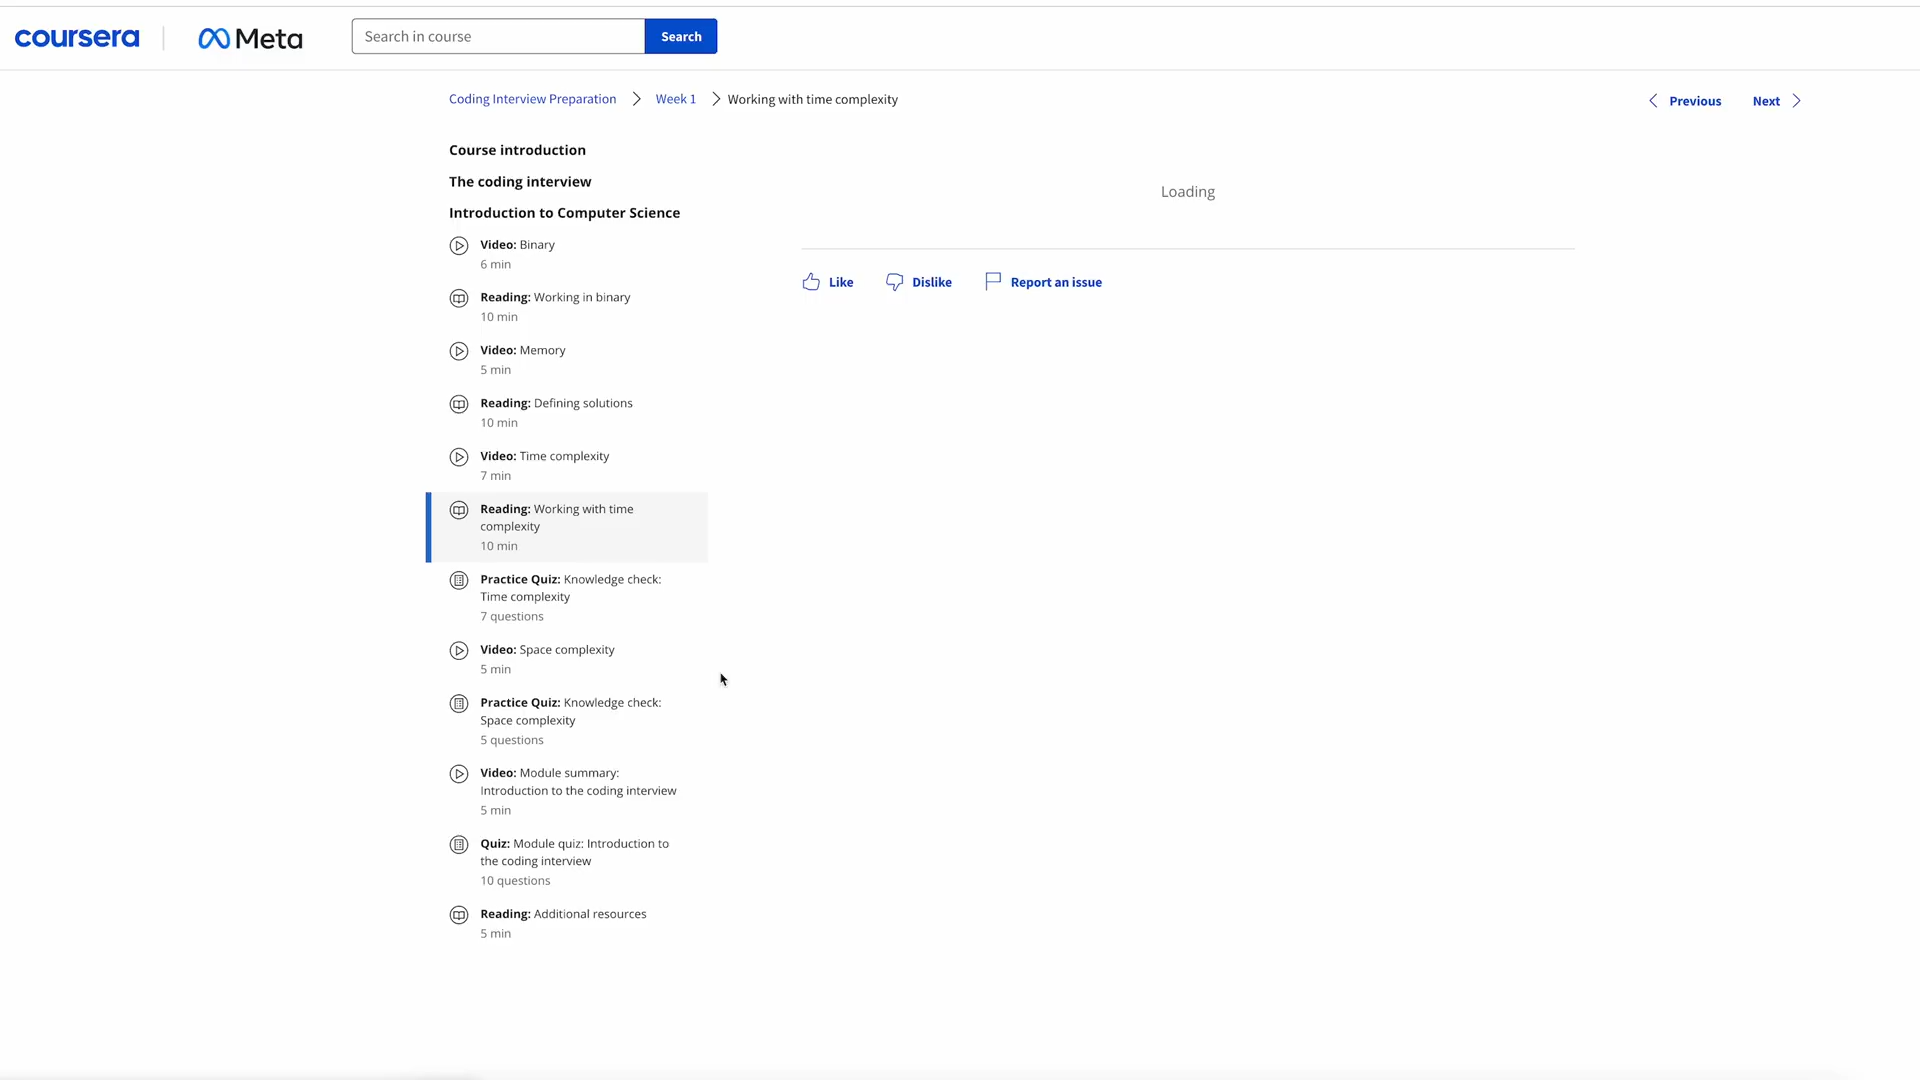 coursera
Meta
Search in course
Search
Coding Interview Preparation
Week 1
Working with time complexity
Previous
Next
Course introduction
The coding interview
Introduction to Computer Science
Video: Binary
6 min
Reading: Working in binary
10 min
Video: Memory
5 min
Reading: Defining solutions
10 min
Video: Time complexity
7 min
Reading: Working with time
complexity
10 min
Practice Quiz: Knowledge check:
Time complexity
7 questions
Video: Space complexity
5 min
Practice Quiz: Knowledge check:
Space complexity
5 questions
Video: Module summary:
Introduction to the coding interview
5 min
Quiz: Module quiz: Introduction to
the coding interview
10 questions
Reading: Additional resources
5 min
Loading
Like
Dislike
Report an issue